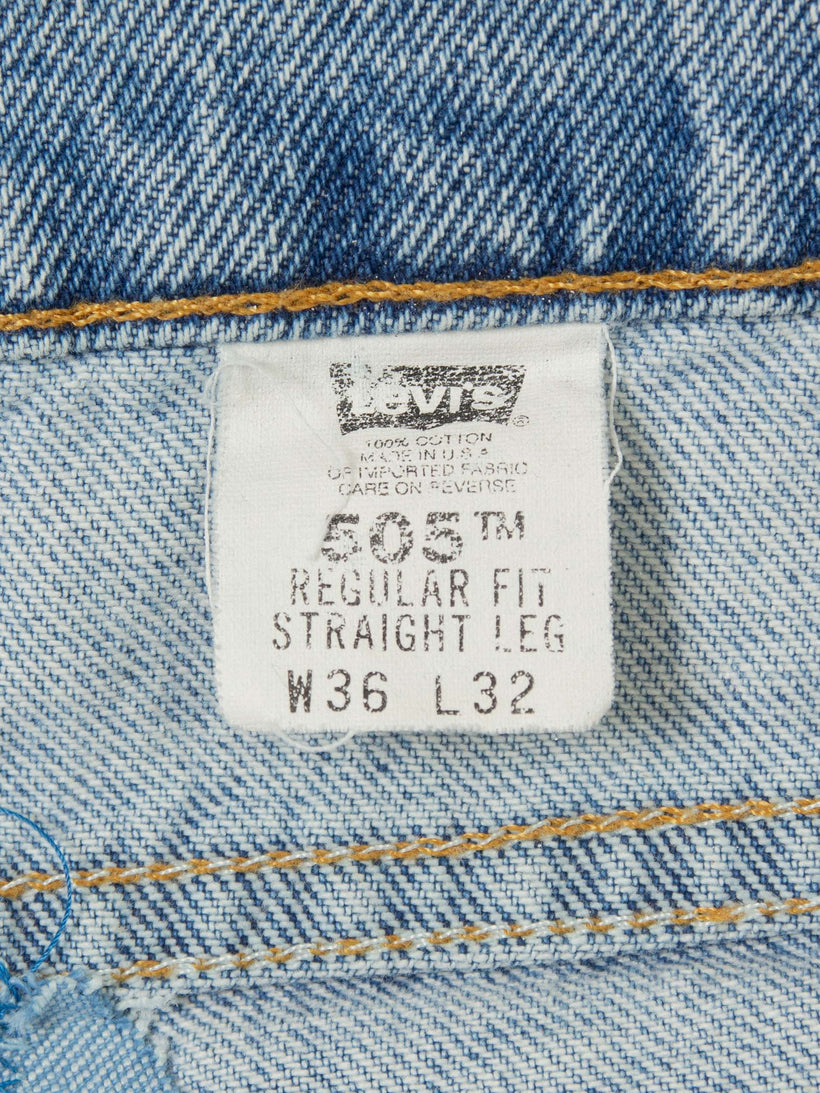 Levi's®
100% COTTON
MADE IN U.S.A
OF IMPORTED FABRIC
CARE ON REVERSE
505™
REGULAR FIT
STRAIGHT LEG
W36 L32